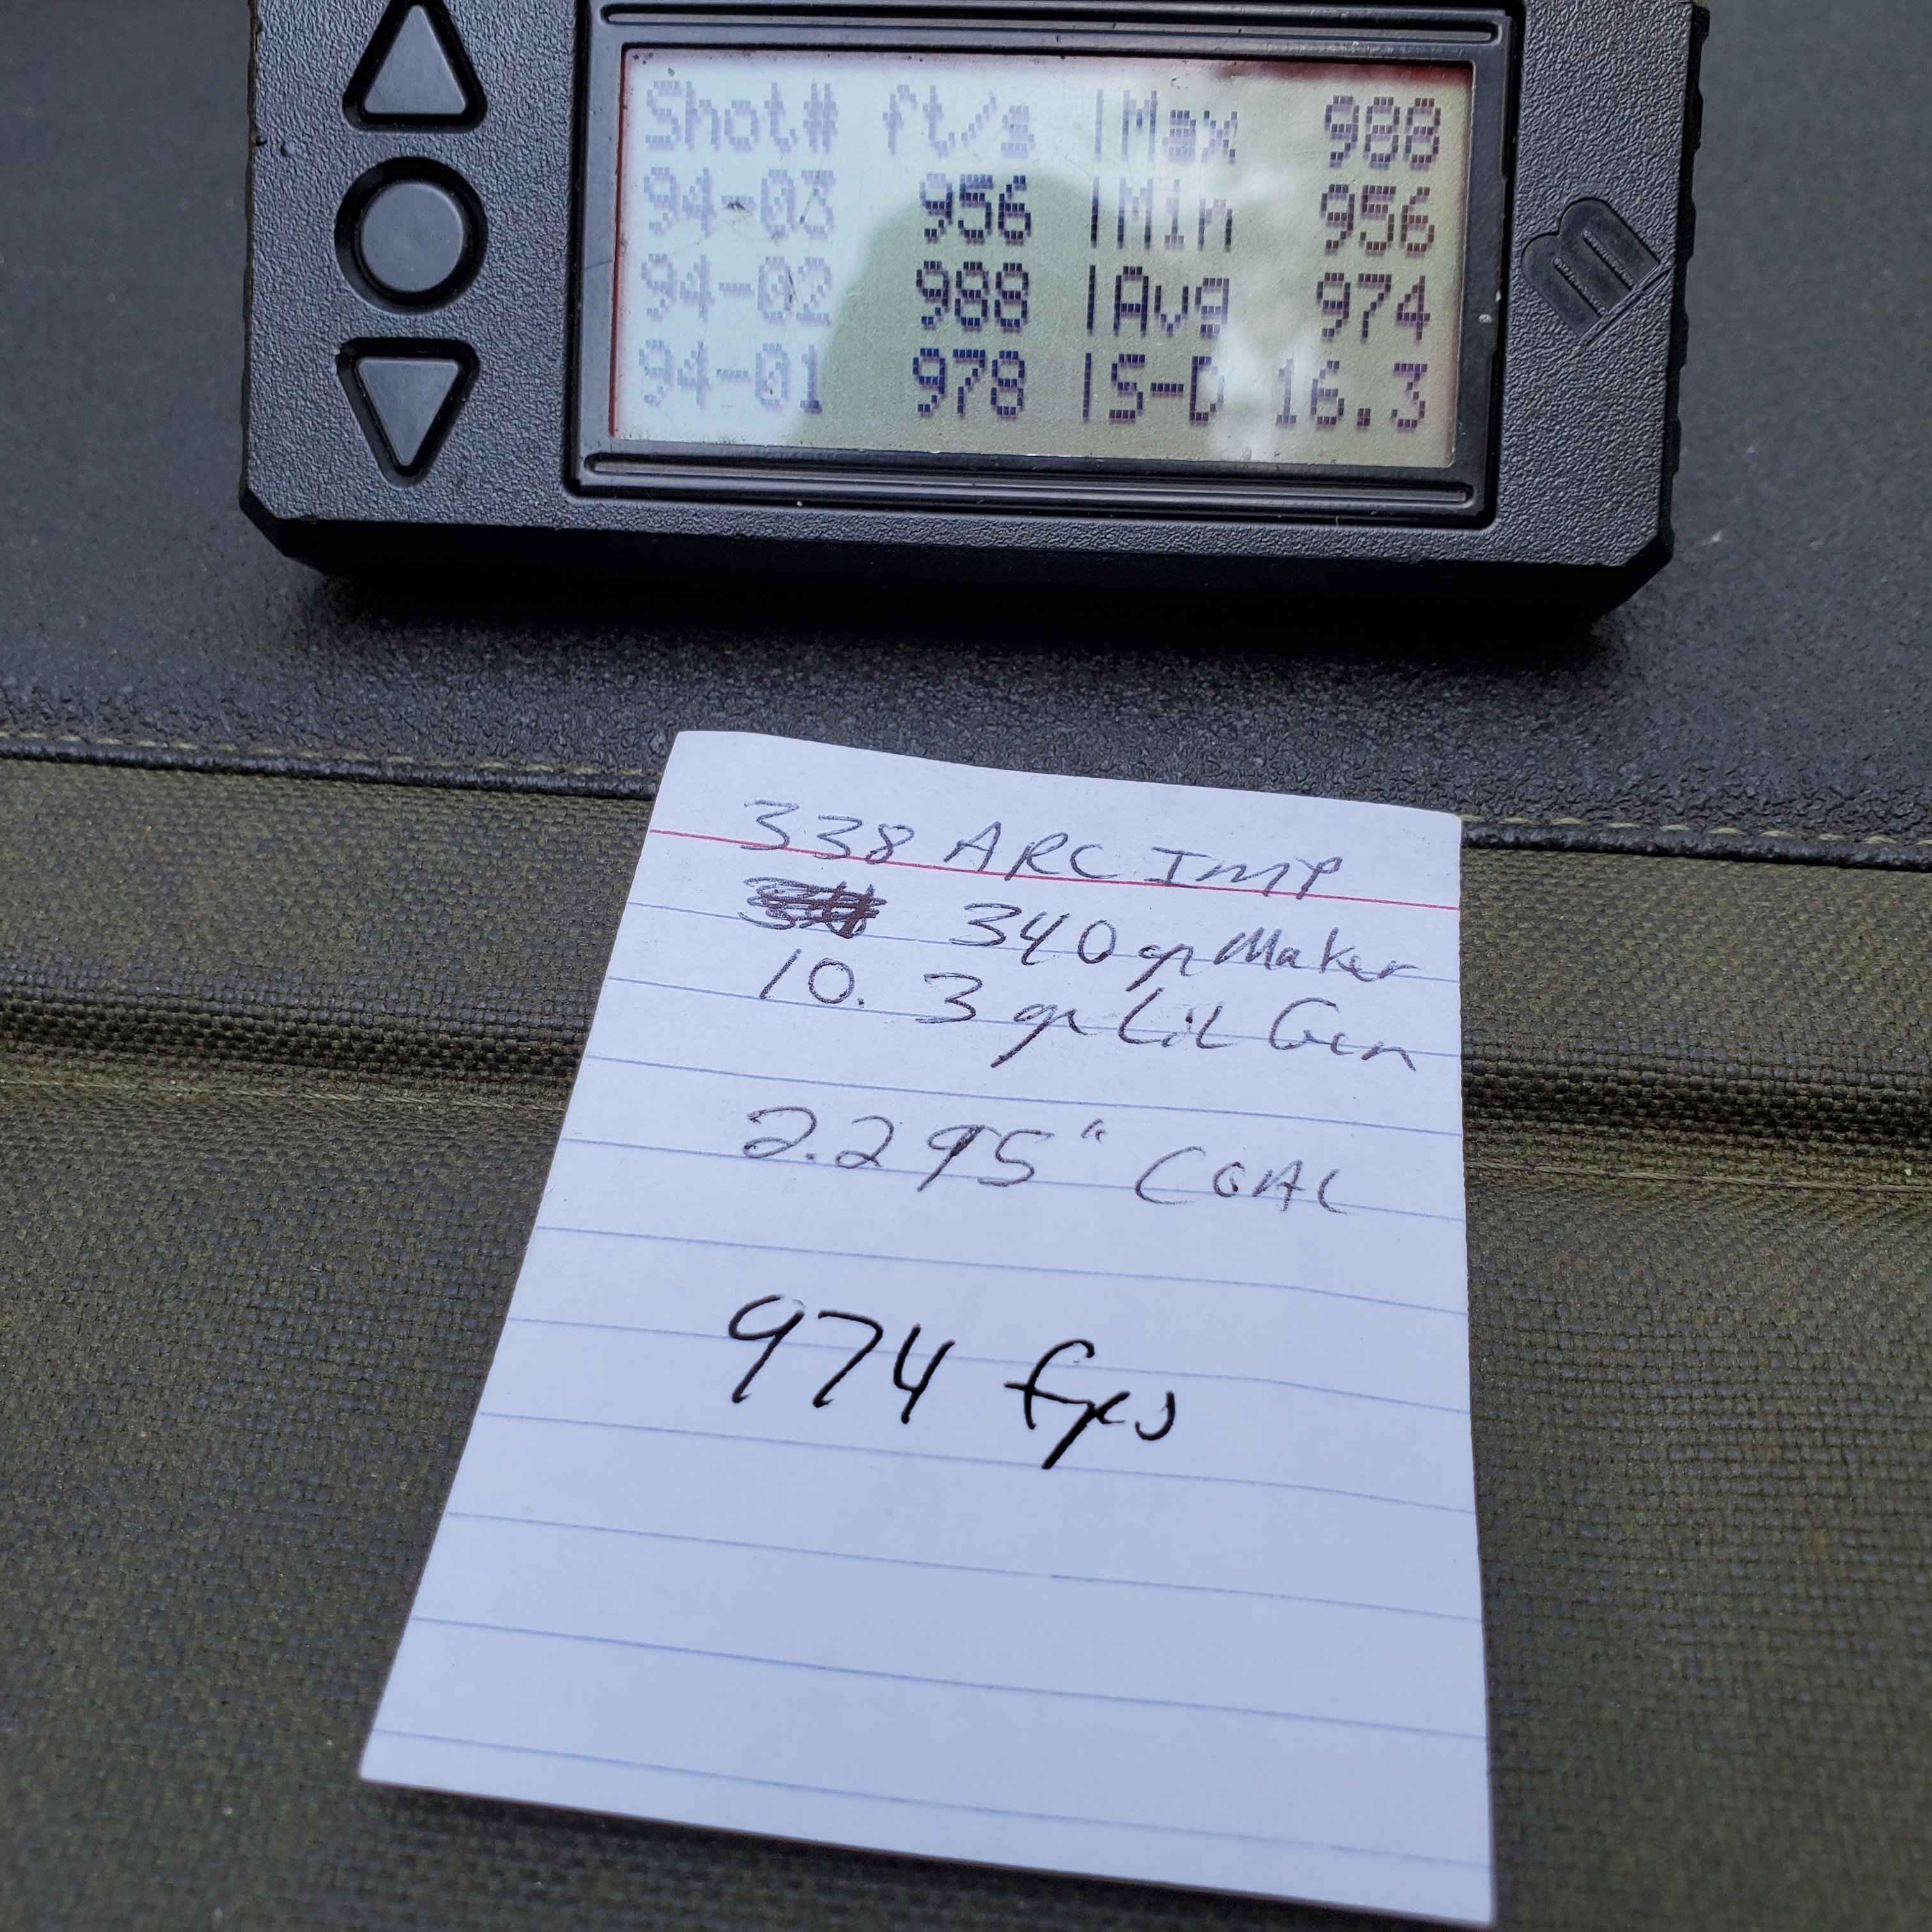 Shot# ft/s |Max 988
94-03 956 |Min 956
94-02 988 |Avg 974
94-01 978 |S-D 16.3
338 ARC IMP
340 gr Maker
10.3 gr Lil Gun
2.295" COAL
974 fps